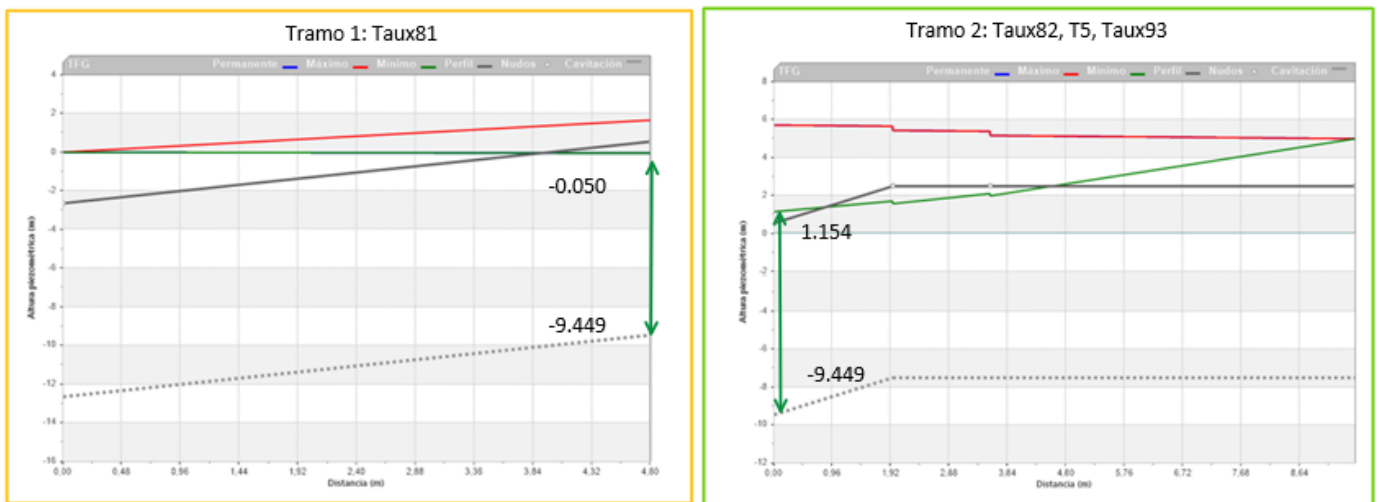 Tramo 1: Taux81
TFG Permanente Máximo Mínimo Perfil Nudos Cavitación
Altura piezométrica (m)
4
2
0
-2
-4
-6
-8
-10
-12
-14
-16
-0.050
-9.449
0,00 0,48 0,96 1,44 1,92 2,40 2,88 3,36 3,84 4,32 4,80
Distancia (m)
Tramo 2: Taux82, T5, Taux93
TFG Permanente Máximo Mínimo Perfil Nudos Cavitación
Altura piezométrica (m)
8
6
4
2
0
-2
-4
-6
-8
-10
-12
1.154
-9.449
0,00 0,96 1,92 2,88 3,84 4,80 5,76 6,72 7,68 8,64
Distancia (m)